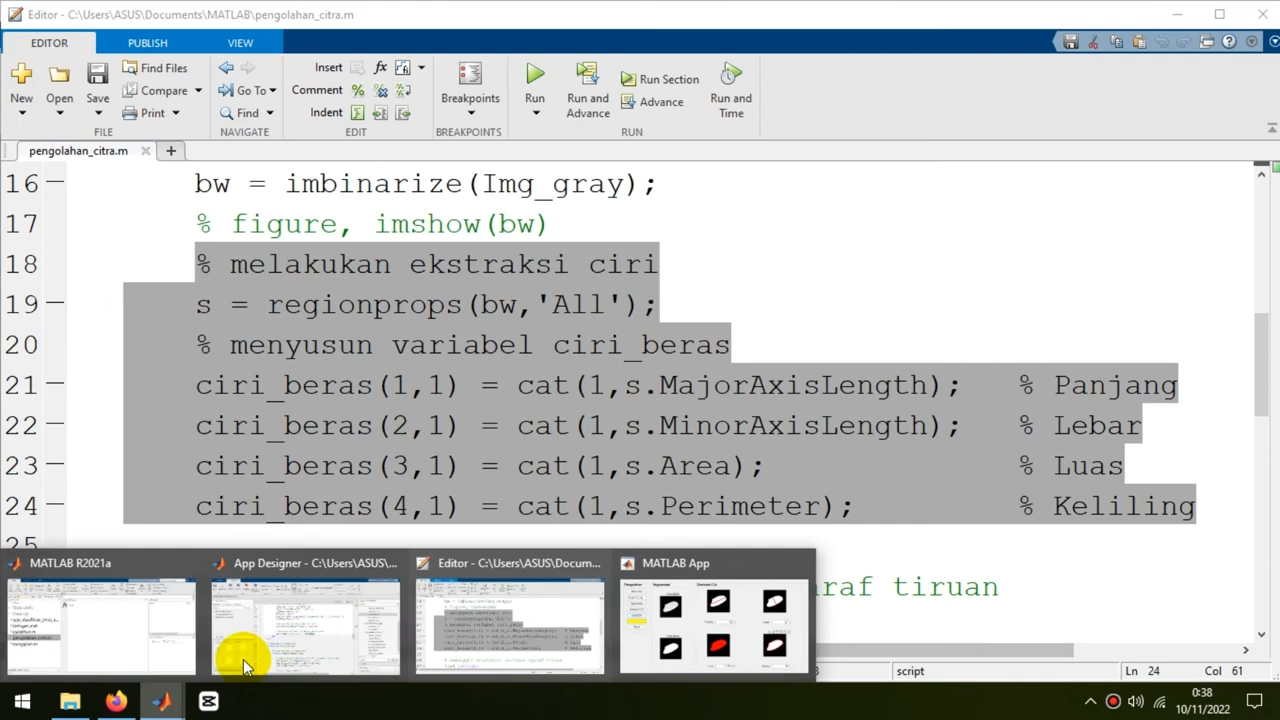 Editor - C:\Users\ASUS\Documents\MATLAB\pengolahan_citra.m
EDITOR PUBLISH VIEW
New
Open
Save
Find Files
Compare
Print
FILE
Go To
Find
NAVIGATE
Insert
Comment
Indent
EDIT
Breakpoints
BREAKPOINTS
Run
Run and
Advance
Run Section
Advance
Run and
Time
RUN
pengolahan_citra.m
16 bw = imbinarize(Img_gray);
17 % figure, imshow(bw)
18 % melakukan ekstraksi ciri
19 s = regionprops(bw,'All');
20 % menyusun variabel ciri_beras
21 ciri_beras(1,1) = cat(1,s.MajorAxisLength); % Panjang
22 ciri_beras(2,1) = cat(1,s.MinorAxisLength); % Lebar
23 ciri_beras(3,1) = cat(1,s.Area); % Luas
24 ciri_beras(4,1) = cat(1,s.Perimeter); % Keliling
25
araf tiruan
MATLAB R2021a
App Designer - C:\Users\ASUS\...
Editor - C:\Users\ASUS\Docum...
MATLAB App
script
Ln 24 Col 61
0:38
10/11/2022